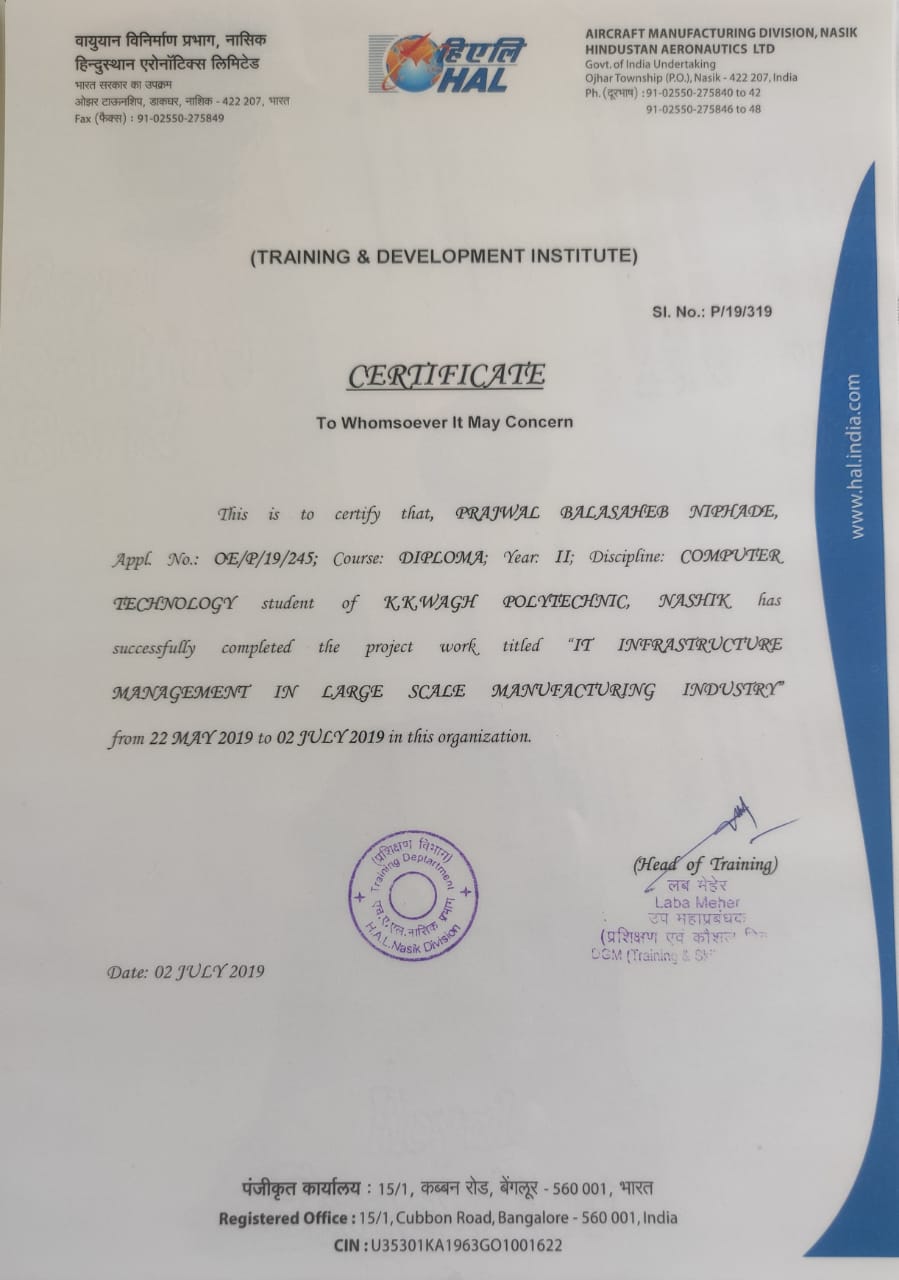 वायुयान विनिर्माण प्रभाग, नासिक
हिन्दुस्थान एरोनॉटिक्स लिमिटेड
भारत सरकार का उपक्रम
ओझर टाऊनशिप, डाकघर, नाशिक - 422 207, भारत
Fax (फैक्स) : 91-02550-275849
हिएलि
HAL
AIRCRAFT MANUFACTURING DIVISION, NASIK
HINDUSTAN AERONAUTICS LTD
Govt. of India Undertaking
Ojhar Township (P.O.), Nasik - 422 207, India
Ph. (दूरभाष) :91-02550-275840 to 42
91-02550-275846 to 48
(TRAINING & DEVELOPMENT INSTITUTE)
Sl. No.: P/19/319
CERTIFICATE
To Whomsoever It May Concern
This is to certify that, PRAJWAL BALASAHEB NIPHADE,
Appl. No.: OE/P/19/245; Course: DIPLOMA; Year: II; Discipline: COMPUTER
TECHNOLOGY student of K.K.WAGH POLYTECHNIC, NASHIK has
successfully completed the project work titled “IT INFRASTRUCTURE
MANAGEMENT IN LARGE SCALE MANUFACTURING INDUSTRY”
from 22 MAY 2019 to 02 JULY 2019 in this organization.
www.hal.india.com
(प्रशिक्षण विभाग)
Training Deptartment
एच.ए.एल.नासिक प्रभाग
H.A.L.Nasik Division
(Head of Training)
लब मेहेर
Laba Meher
उप महाप्रबंधक
(प्रशिक्षण एवं कौशल
DGM (Training &
Date: 02 JULY 2019
पंजीकृत कार्यालय : 15/1, कब्बन रोड, बेंगलूर - 560 001, भारत
Registered Office : 15/1, Cubbon Road, Bangalore - 560 001, India
CIN : U35301KA1963GO1001622